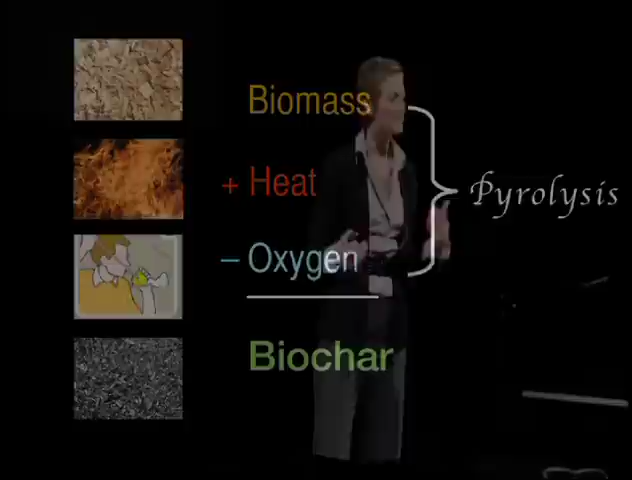 Biomass
+ Heat
– Oxygen
Pyrolysis
Biochar